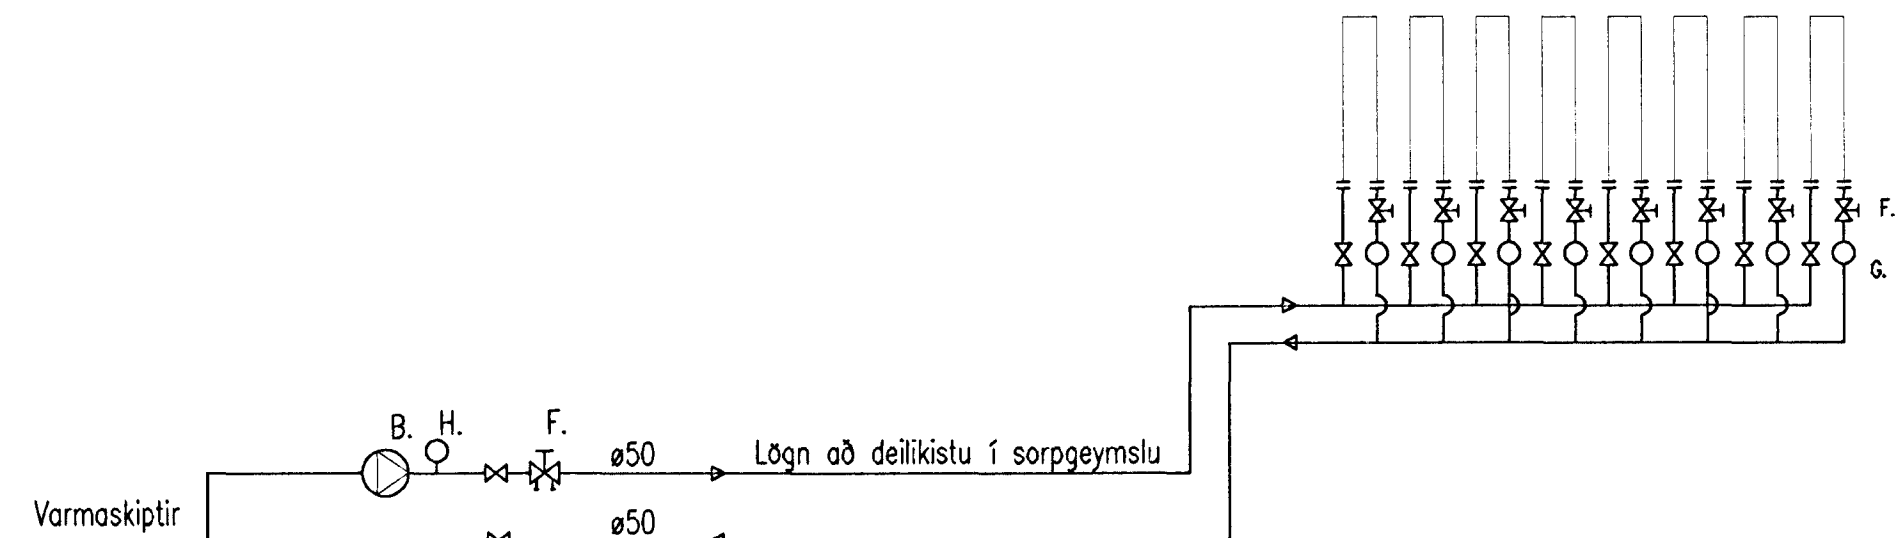 F.
G.
B. H. F.
ø50 Lögn að deilikistu í sorpgeymslu
Varmaskiptir
ø50